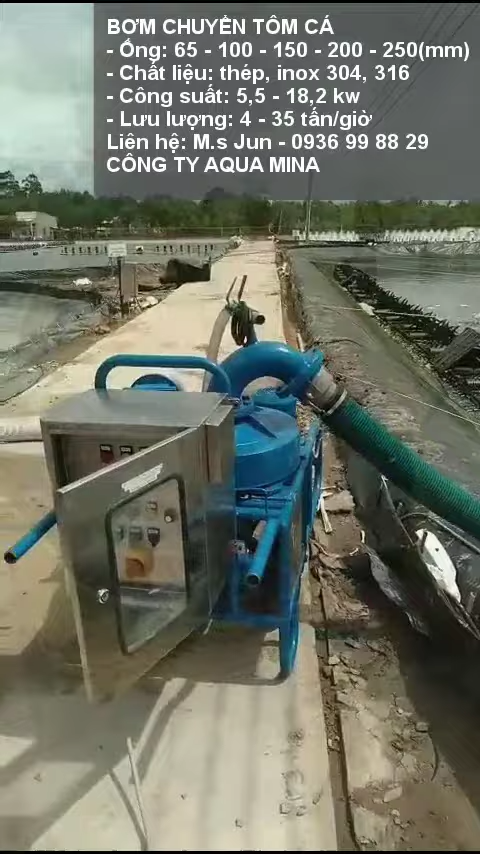 BƠM CHUYỀN TÔM CÁ
- Ống: 65 - 100 - 150 - 200 - 250(mm)
- Chất liệu: thép, inox 304, 316
- Công suất: 5,5 - 18,2 kw
- Lưu lượng: 4 - 35 tấn/giờ
Liên hệ: M.s Jun - 0936 99 88 29
CÔNG TY AQUA MINA